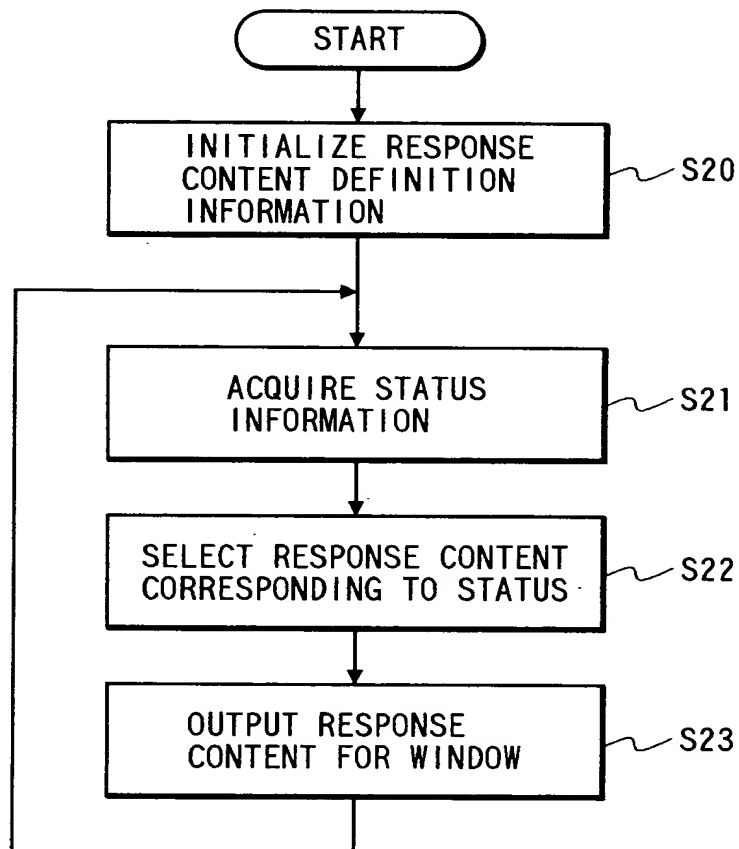 START
INITIALIZE RESPONSE
CONTENT DEFINITION
INFORMATION
S20
ACQUIRE STATUS
INFORMATION
S21
SELECT RESPONSE CONTENT
CORRESPONDING TO STATUS
S22
OUTPUT RESPONSE
CONTENT FOR WINDOW
S23